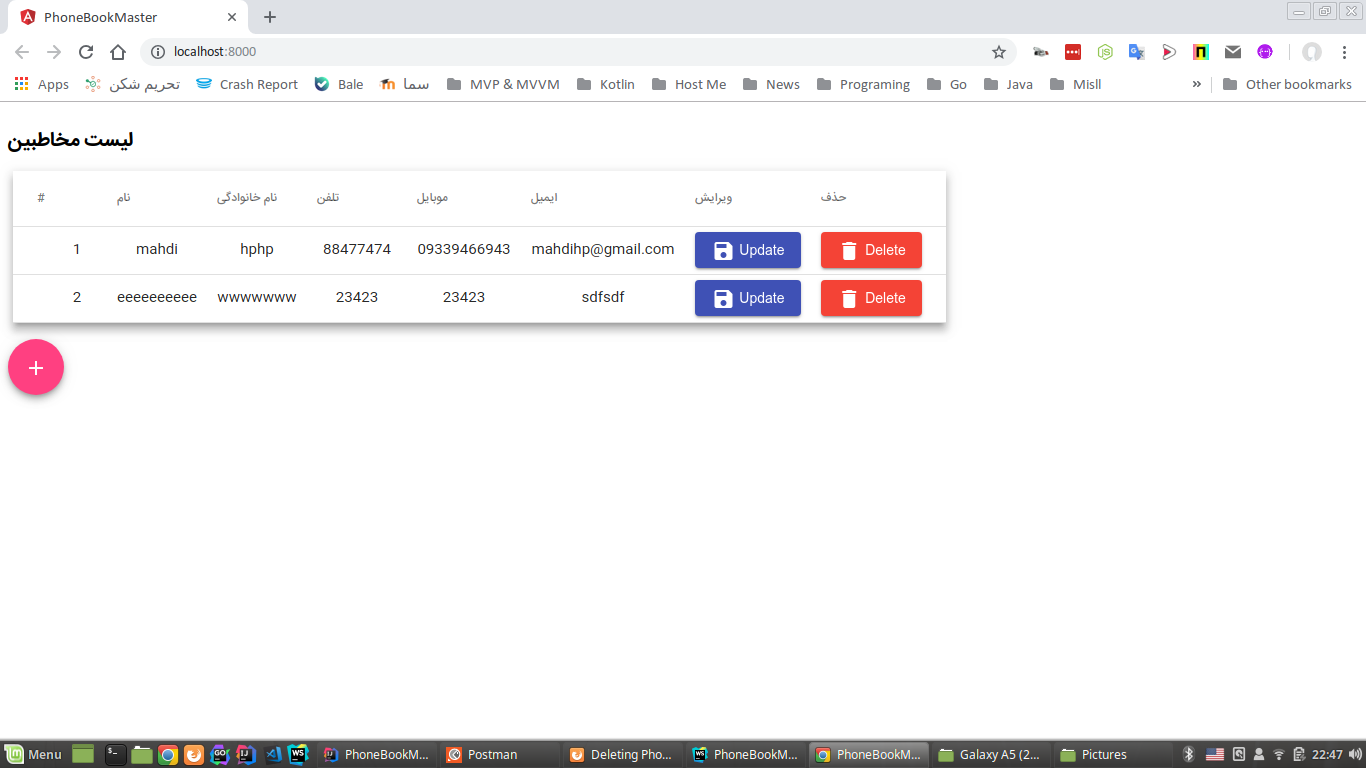 PhoneBookMaster
localhost:8000
Apps تحریم شکن Crash Report Bale سما MVP & MVVM Kotlin Host Me News Programing Go Java Misll » Other bookmarks
لیست مخاطبین
# نام نام خانوادگی تلفن موبایل ایمیل ویرایش حذف
1 mahdi hphp 88477474 09339466943 mahdihp@gmail.com Update Delete
2 eeeeeeeeee wwwwwww 23423 23423 sdfsdf Update Delete
+
Menu PhoneBookM... Postman Deleting Pho... PhoneBookM... PhoneBookM... Galaxy A5 (2... Pictures 22:47